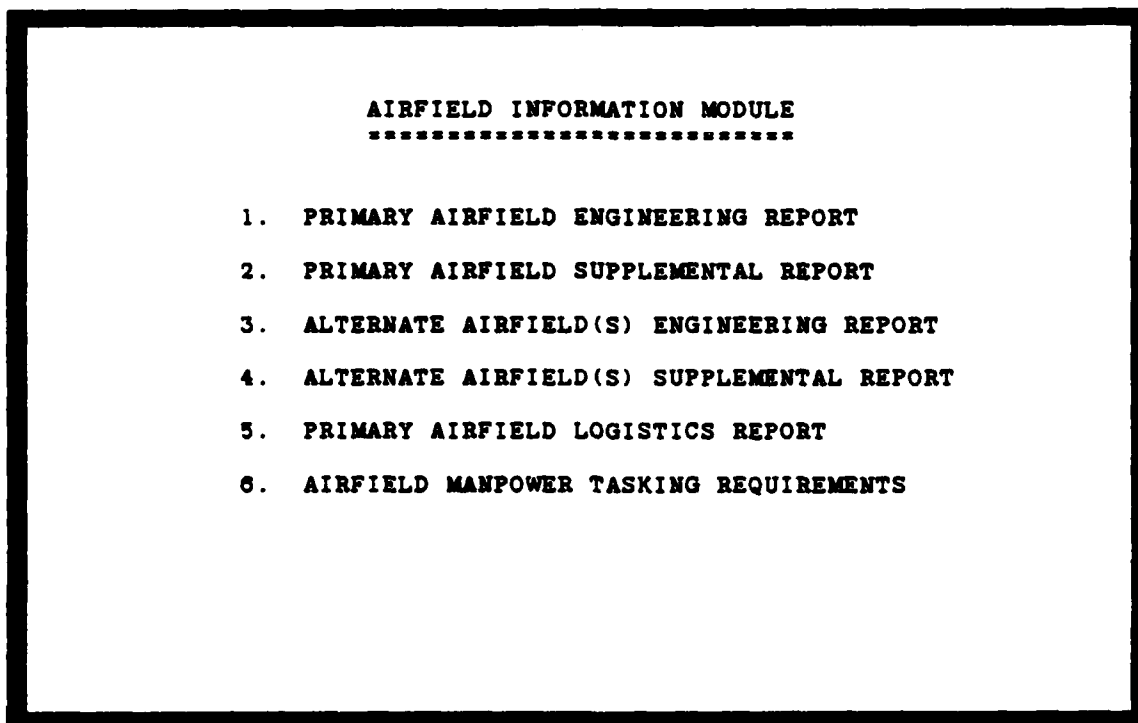 AIRFIELD INFORMATION MODULE
===========================
1. PRIMARY AIRFIELD ENGINEERING REPORT
2. PRIMARY AIRFIELD SUPPLEMENTAL REPORT
3. ALTERNATE AIRFIELD(S) ENGINEERING REPORT
4. ALTERNATE AIRFIELD(S) SUPPLEMENTAL REPORT
5. PRIMARY AIRFIELD LOGISTICS REPORT
6. AIRFIELD MANPOWER TASKING REQUIREMENTS